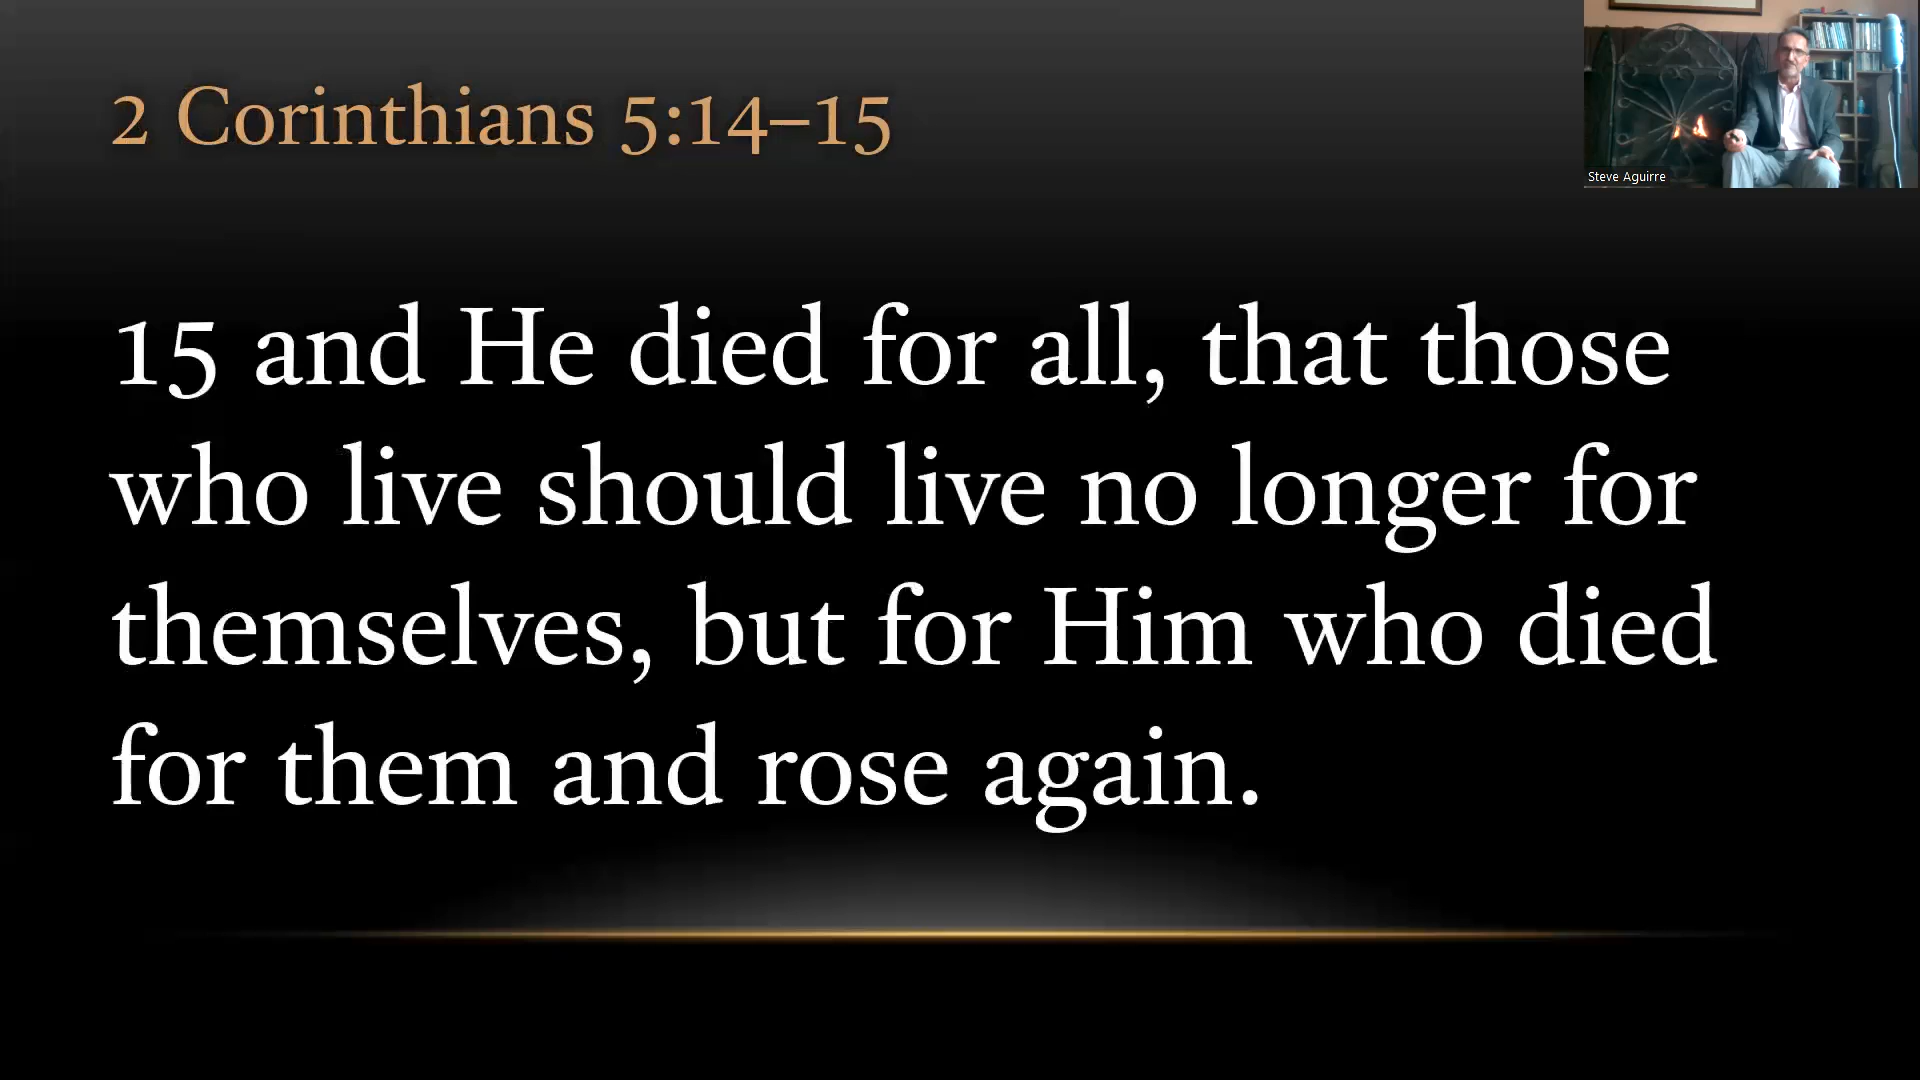 2 Corinthians 5:14–15
Steve Aguirre
15 and He died for all, that those
who live should live no longer for
themselves, but for Him who died
for them and rose again.